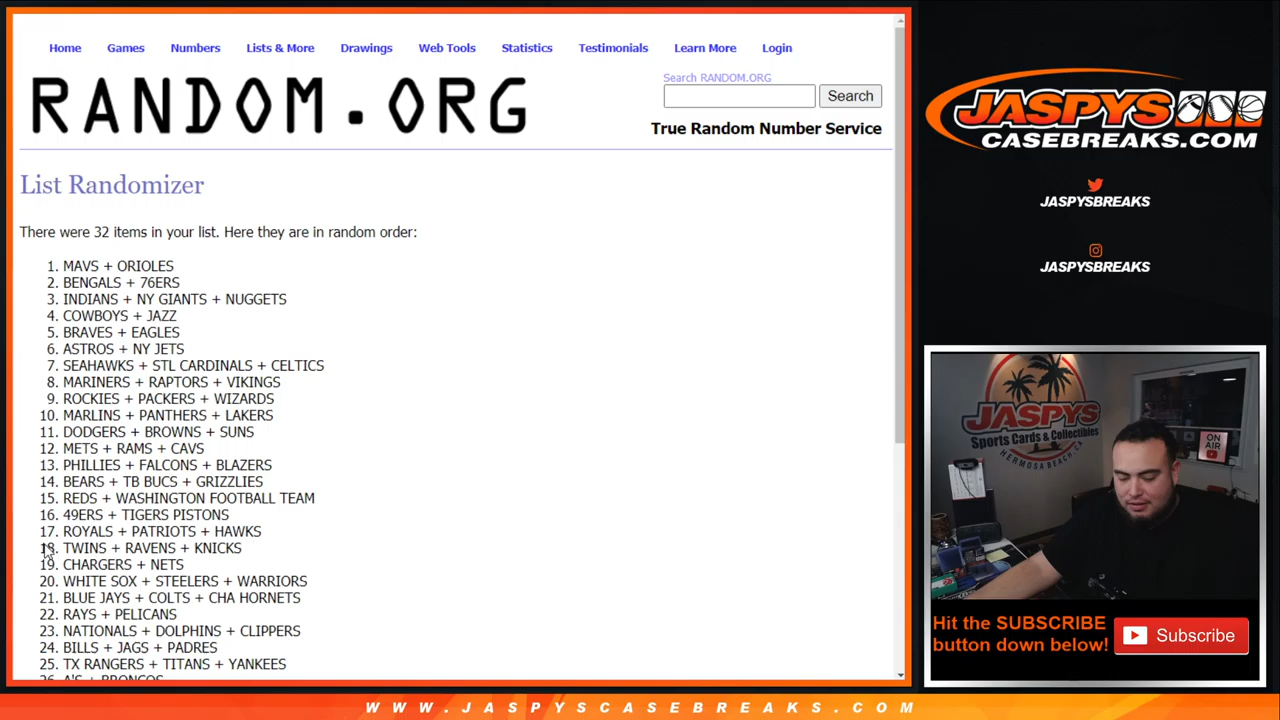 Home Games Numbers Lists & More Drawings Web Tools Statistics Testimonials Learn More Login
RANDOM.ORG
Search RANDOM.ORG
Search
True Random Number Service
List Randomizer
There were 32 items in your list. Here they are in random order:
1. MAVS + ORIOLES
2. BENGALS + 76ERS
3. INDIANS + NY GIANTS + NUGGETS
4. COWBOYS + JAZZ
5. BRAVES + EAGLES
6. ASTROS + NY JETS
7. SEAHAWKS + STL CARDINALS + CELTICS
8. MARINERS + RAPTORS + VIKINGS
9. ROCKIES + PACKERS + WIZARDS
10. MARLINS + PANTHERS + LAKERS
11. DODGERS + BROWNS + SUNS
12. METS + RAMS + CAVS
13. PHILLIES + FALCONS + BLAZERS
14. BEARS + TB BUCS + GRIZZLIES
15. REDS + WASHINGTON FOOTBALL TEAM
16. 49ERS + TIGERS PISTONS
17. ROYALS + PATRIOTS + HAWKS
18. TWINS + RAVENS + KNICKS
19. CHARGERS + NETS
20. WHITE SOX + STEELERS + WARRIORS
21. BLUE JAYS + COLTS + CHA HORNETS
22. RAYS + PELICANS
23. NATIONALS + DOLPHINS + CLIPPERS
24. BILLS + JAGS + PADRES
25. TX RANGERS + TITANS + YANKEES
26. A'S + BRONCOS
JASPYS
CASEBREAKS.COM
JASPYSBREAKS
JASPYSBREAKS
JASPYS
Sports Cards & Collectibles
HERMOSA BEACH, CA
ON AIR
Hit the SUBSCRIBE
button down below!
Subscribe
WWW.JASPYSCASEBREAKS.COM